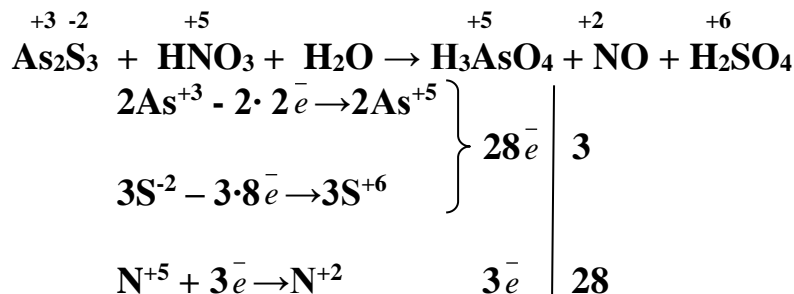 +3 -2 +5 +5 +2 +6
As₂S₃ + HNO₃ + H₂O → H₃AsO₄ + NO + H₂SO₄
2As⁺³ - 2· 2e̅ →2As⁺⁵
28e̅ 3
3S⁻² – 3·8e̅ →3S⁺⁶
N⁺⁵ + 3e̅ →N⁺² 3e̅ 28